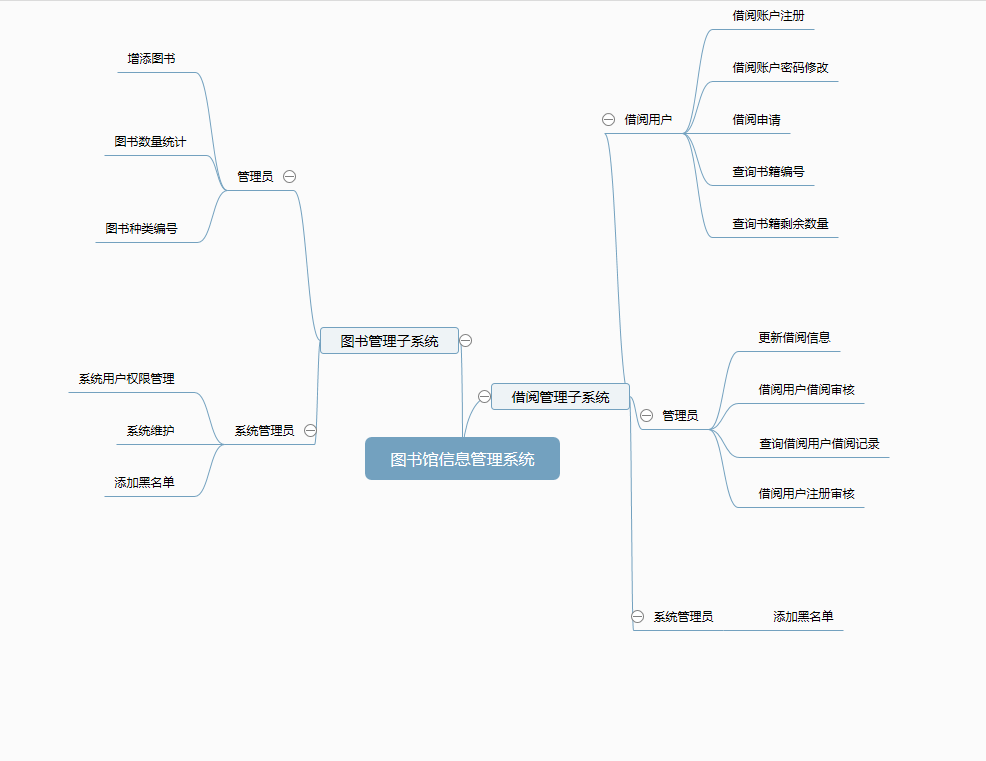 图书馆信息管理系统
图书管理子系统
管理员
增添图书
图书数量统计
图书种类编号
系统管理员
系统用户权限管理
系统维护
添加黑名单
借阅管理子系统
借阅用户
借阅账户注册
借阅账户密码修改
借阅申请
查询书籍编号
查询书籍剩余数量
管理员
更新借阅信息
借阅用户借阅审核
查询借阅用户借阅记录
借阅用户注册审核
系统管理员
添加黑名单